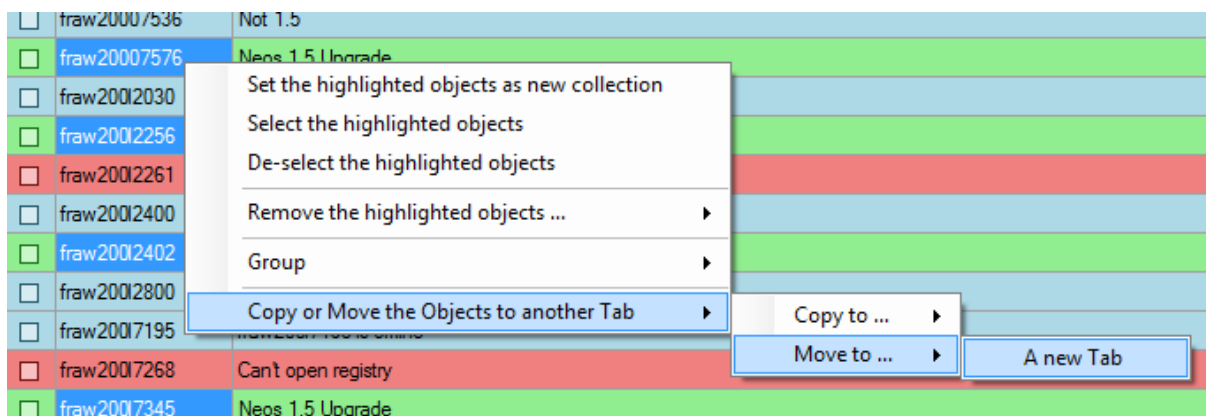 fraw20007536 Not 1.5
fraw20007576 Neos 1.5 Upgrade
Set the highlighted objects as new collection
fraw200I2030
Select the highlighted objects
fraw200I2256
De-select the highlighted objects
fraw200I2261
Remove the highlighted objects ...
fraw200I2400
Group
fraw200I2402
fraw200I2800
Copy or Move the Objects to another Tab
Copy to ...
fraw200I7195
Move to ...
A new Tab
fraw200I7268 Can't open registry
fraw200I7345 Neos 1.5 Upgrade